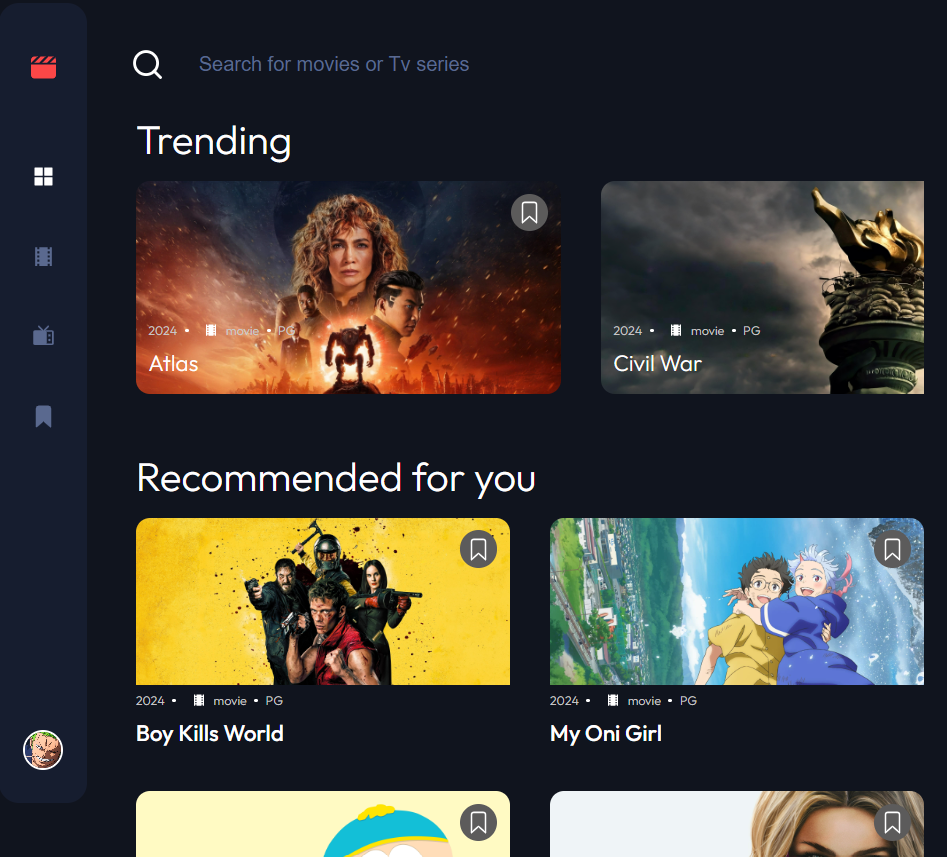 Search for movies or Tv series
Trending
2024 • movie • PG
Atlas
2024 • movie • PG
Civil War
Recommended for you
2024 • movie • PG
Boy Kills World
2024 • movie • PG
My Oni Girl